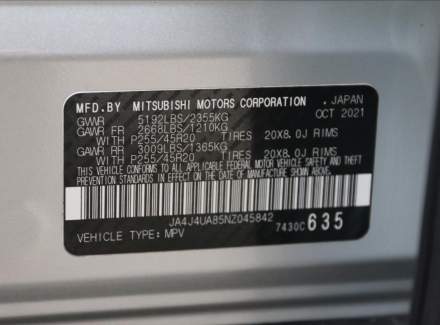 MFD.BY MITSUBISHI MOTORS CORPORATION . JAPAN
GVWR 5192LBS/2355KG OCT 2021
GAWR FR 2668LBS/1210KG
WITH P255/45R20 TIRES 20X8.0J RIMS
GAWR RR 3009LBS/1365KG
WITH P255/45R20 TIRES 20X8.0J RIMS
THIS VEHICLE CONFORMS TO ALL APPLICABLE FEDERAL MOTOR VEHICLE SAFETY AND THEFT
PREVENTION STANDARDS IN EFFECT ON THE DATE OF MANUFACTURE SHOWN ABOVE.
JA4J4UA85NZ045842
VEHICLE TYPE: MPV 7430C 635